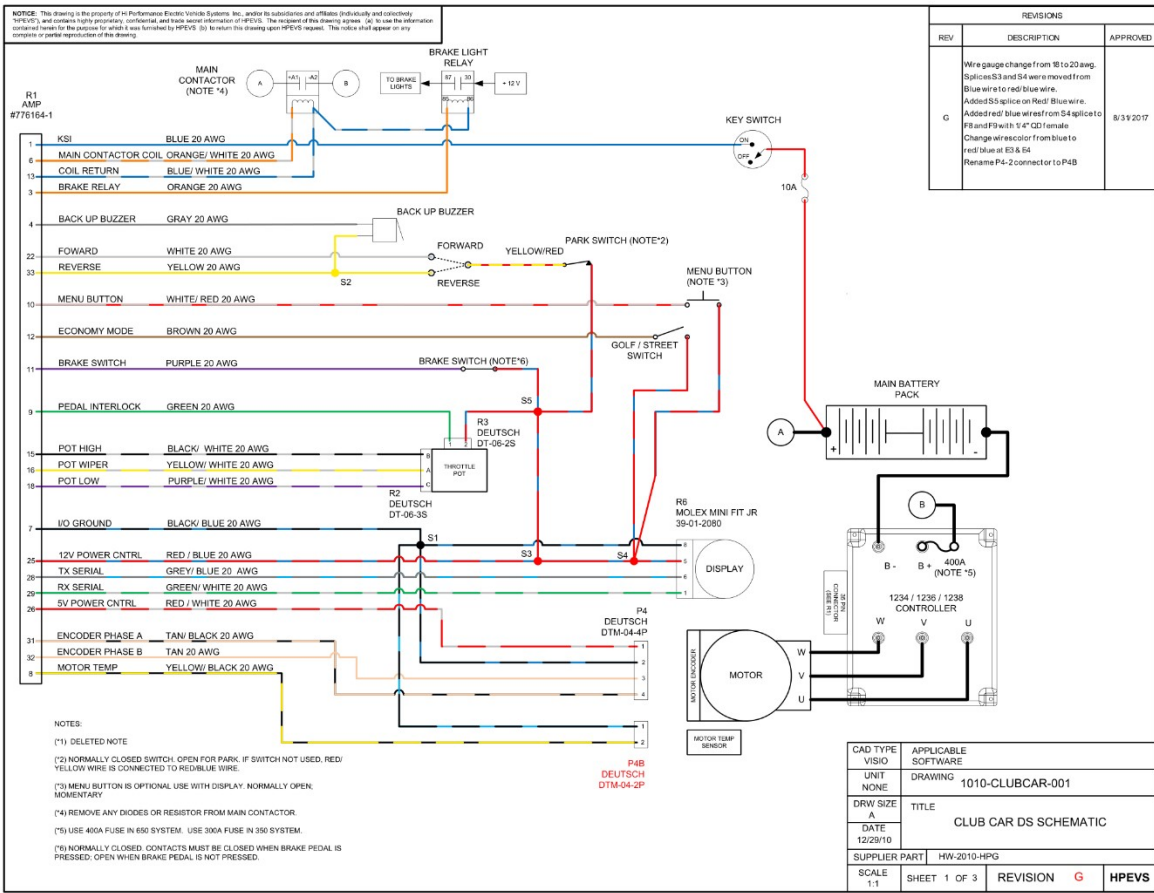 NOTICE: This drawing is the property of Hi Performance Electric Vehicle Systems Inc., and/or its subsidiaries and affiliates (individually and collectively
"HPEVS"), and contains highly proprietary, confidential, and trade secret information of HPEVS. The recipient of this drawing agrees (a) to use the information
contained herein for the purpose for which it was furnished by HPEVS (b) to return this drawing upon HPEVS request. This notice shall appear on any
complete or partial reproduction of this drawing.
REVISIONS
REV DESCRIPTION APPROVED
G
Wire gauge change from 18 to 20 awg.
Splices S3 and S4 were moved from
Blue wire to red/blue wire.
Added S5 splice on Red/ Blue wire.
Added red/ blue wires from S4 splice to
F8 and F9 with 1/4" QD female
Change wires color from blue to
red/blue at E3 & E4
Rename P4-2 connector to P4B
8/31/2017
R1
AMP
#776164-1
MAIN
CONTACTOR
(NOTE *4)
A
+A1 -A2
B
BRAKE LIGHT
RELAY
TO BRAKE
LIGHTS
87 30
85 86
+ 12 V
KEY SWITCH
ON
OFF
10A
1 KSI BLUE 20 AWG
6 MAIN CONTACTOR COIL ORANGE/ WHITE 20 AWG
13 COIL RETURN BLUE/ WHITE 20 AWG
3 BRAKE RELAY ORANGE 20 AWG
4 BACK UP BUZZER GRAY 20 AWG
BACK UP BUZZER
22 FOWARD WHITE 20 AWG
33 REVERSE YELLOW 20 AWG
S2
FORWARD
REVERSE
YELLOW/RED
PARK SWITCH (NOTE*2)
MENU BUTTON
(NOTE *3)
10 MENU BUTTON WHITE/ RED 20 AWG
12 ECONOMY MODE BROWN 20 AWG
GOLF / STREET
SWITCH
11 BRAKE SWITCH PURPLE 20 AWG
BRAKE SWITCH (NOTE*6)
S5
9 PEDAL INTERLOCK GREEN 20 AWG
R3
DEUTSCH
DT-06-2S
1 2
15 POT HIGH BLACK/ WHITE 20 AWG
16 POT WIPER YELLOW/ WHITE 20 AWG
18 POT LOW PURPLE/ WHITE 20 AWG
B
A
C
THROTTLE
POT
R2
DEUTSCH
DT-06-3S
7 I/O GROUND BLACK/ BLUE 20 AWG
S1
25 12V POWER CNTRL RED / BLUE 20 AWG
S3
S4
28 TX SERIAL GREY/ BLUE 20 AWG
29 RX SERIAL GREEN/ WHITE 20 AWG
26 5V POWER CNTRL RED / WHITE 20 AWG
R6
MOLEX MINI FIT JR
39-01-2080
8
5
6
7
DISPLAY
31 ENCODER PHASE A TAN/ BLACK 20 AWG
32 ENCODER PHASE B TAN 20 AWG
8 MOTOR TEMP YELLOW/ BLACK 20 AWG
P4
DEUTSCH
DTM-04-4P
1
2
3
4
1
2
P4B
DEUTSCH
DTM-04-2P
MAIN BATTERY
PACK
A
+ -
B
B - B + 400A
(NOTE *5)
35 PIN
CONNECTOR
(SEE R1)
1234 / 1236 / 1238
CONTROLLER
W V U
MOTOR ENCODER
MOTOR
W
V
U
MOTOR TEMP
SENSOR
NOTES:
(*1) DELETED NOTE
(*2) NORMALLY CLOSED SWITCH. OPEN FOR PARK. IF SWITCH NOT USED, RED/
YELLOW WIRE IS CONNECTED TO RED/BLUE WIRE.
(*3) MENU BUTTON IS OPTIONAL USE WITH DISPLAY. NORMALLY OPEN;
MOMENTARY
(*4) REMOVE ANY DIODES OR RESISTOR FROM MAIN CONTACTOR.
(*5) USE 400A FUSE IN 650 SYSTEM. USE 300A FUSE IN 350 SYSTEM.
(*6) NORMALLY CLOSED. CONTACTS MUST BE CLOSED WHEN BRAKE PEDAL IS
PRESSED; OPEN WHEN BRAKE PEDAL IS NOT PRESSED.
CAD TYPE
VISIO
APPLICABLE
SOFTWARE
UNIT
NONE
DRAWING 1010-CLUBCAR-001
DRW SIZE
A
TITLE
CLUB CAR DS SCHEMATIC
DATE
12/29/10
SUPPLIER PART HW-2010-HPG
SCALE
1:1
SHEET 1 OF 3 REVISION G HPEVS